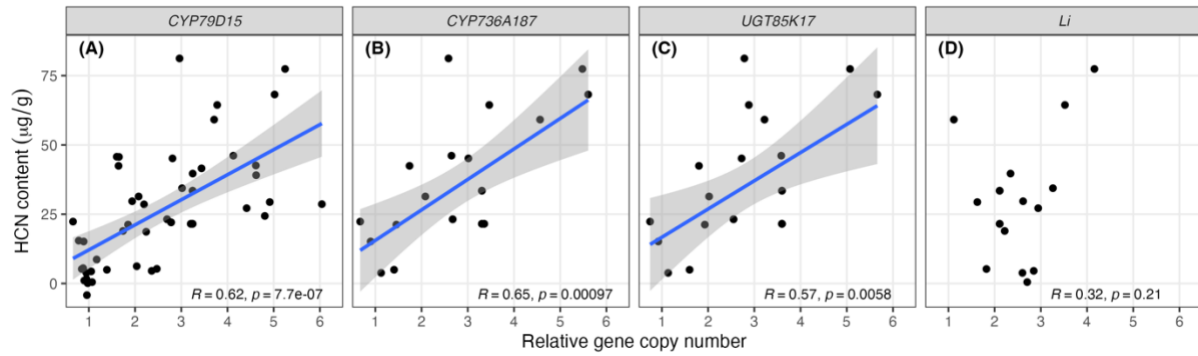 CYP79D15 CYP736A187 UGT85K17 Li
(A) (B) (C) (D)
75
50
25
0
HCN content (µg/g)
R = 0.62, p = 7.7e-07 R = 0.65, p = 0.00097 R = 0.57, p = 0.0058 R = 0.32, p = 0.21
1 2 3 4 5 6 1 2 3 4 5 6 1 2 3 4 5 6 1 2 3 4 5 6
Relative gene copy number